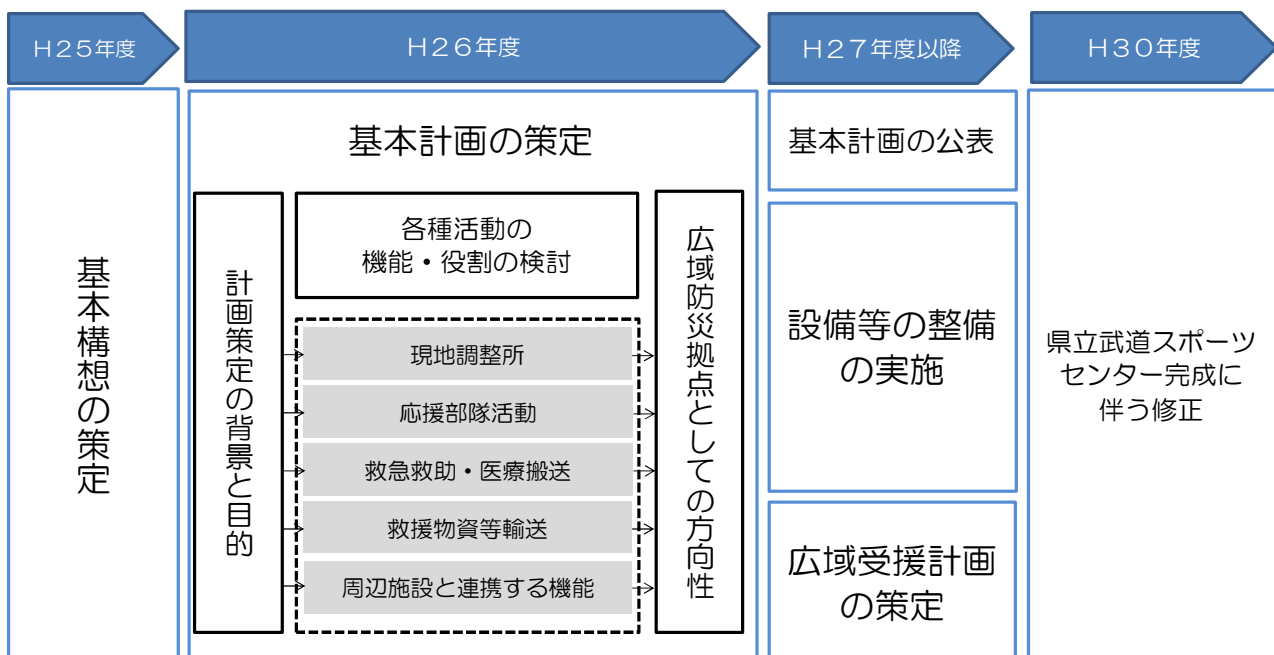 H25年度
H26年度
H27年度以降
H30年度
基本構想の策定
基本計画の策定
計画策定の背景と目的
各種活動の
機能・役割の検討
現地調整所
応援部隊活動
救急救助・医療搬送
救援物資等輸送
周辺施設と連携する機能
広域防災拠点としての方向性
基本計画の公表
設備等の整備
の実施
広域受援計画
の策定
県立武道スポーツ
センター完成に
伴う修正